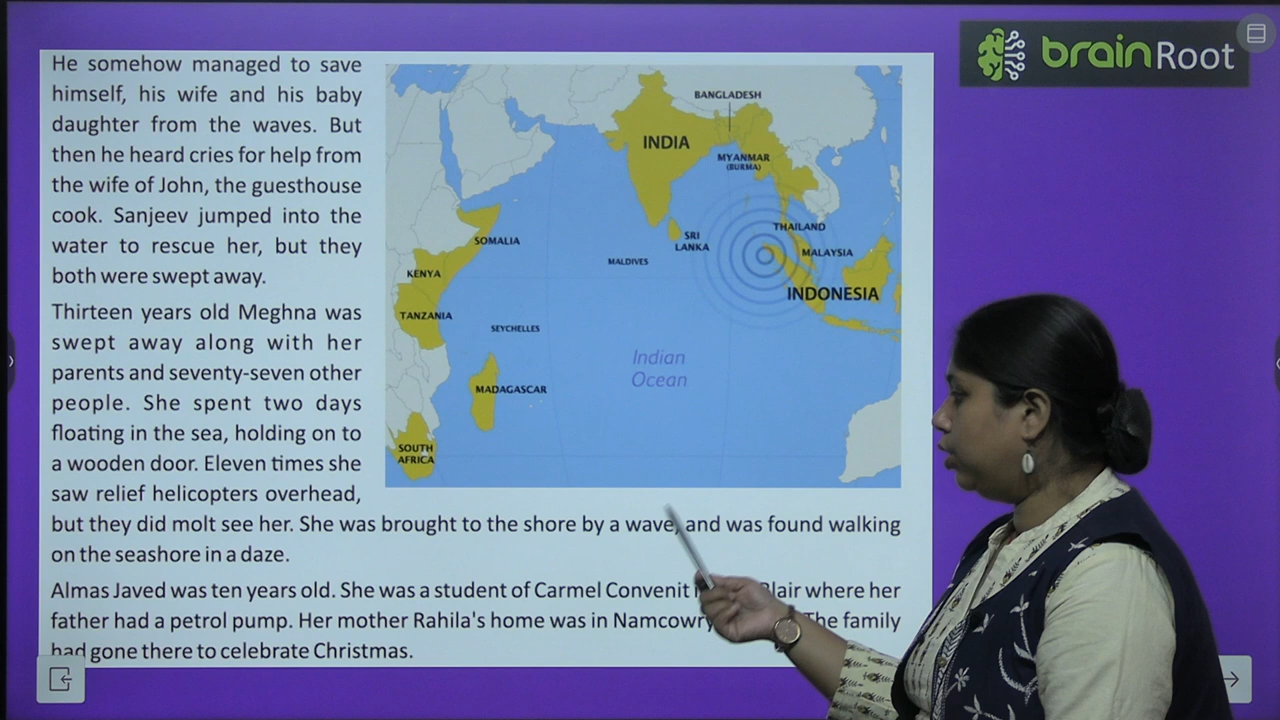 brainRoot
He somehow managed to save
himself, his wife and his baby
daughter from the waves. But
then he heard cries for help from
the wife of John, the guesthouse
cook. Sanjeev jumped into the
water to rescue her, but they
both were swept away.
Thirteen years old Meghna was
swept away along with her
parents and seventy-seven other
people. She spent two days
floating in the sea, holding on to
a wooden door. Eleven times she
saw relief helicopters overhead,
but they did molt see her. She was brought to the shore by a wave, and was found walking
on the seashore in a daze.
Almas Javed was ten years old. She was a student of Carmel Convenit Blair where her
father had a petrol pump. Her mother Rahila's home was in Namcowry The family
had gone there to celebrate Christmas.
BANGLADESH
INDIA
MYANMAR
(BURMA)
THAILAND
SRI
LANKA
MALAYSIA
MALDIVES
INDONESIA
SOMALIA
KENYA
TANZANIA
SEYCHELLES
Indian
Ocean
MADAGASCAR
SOUTH
AFRICA